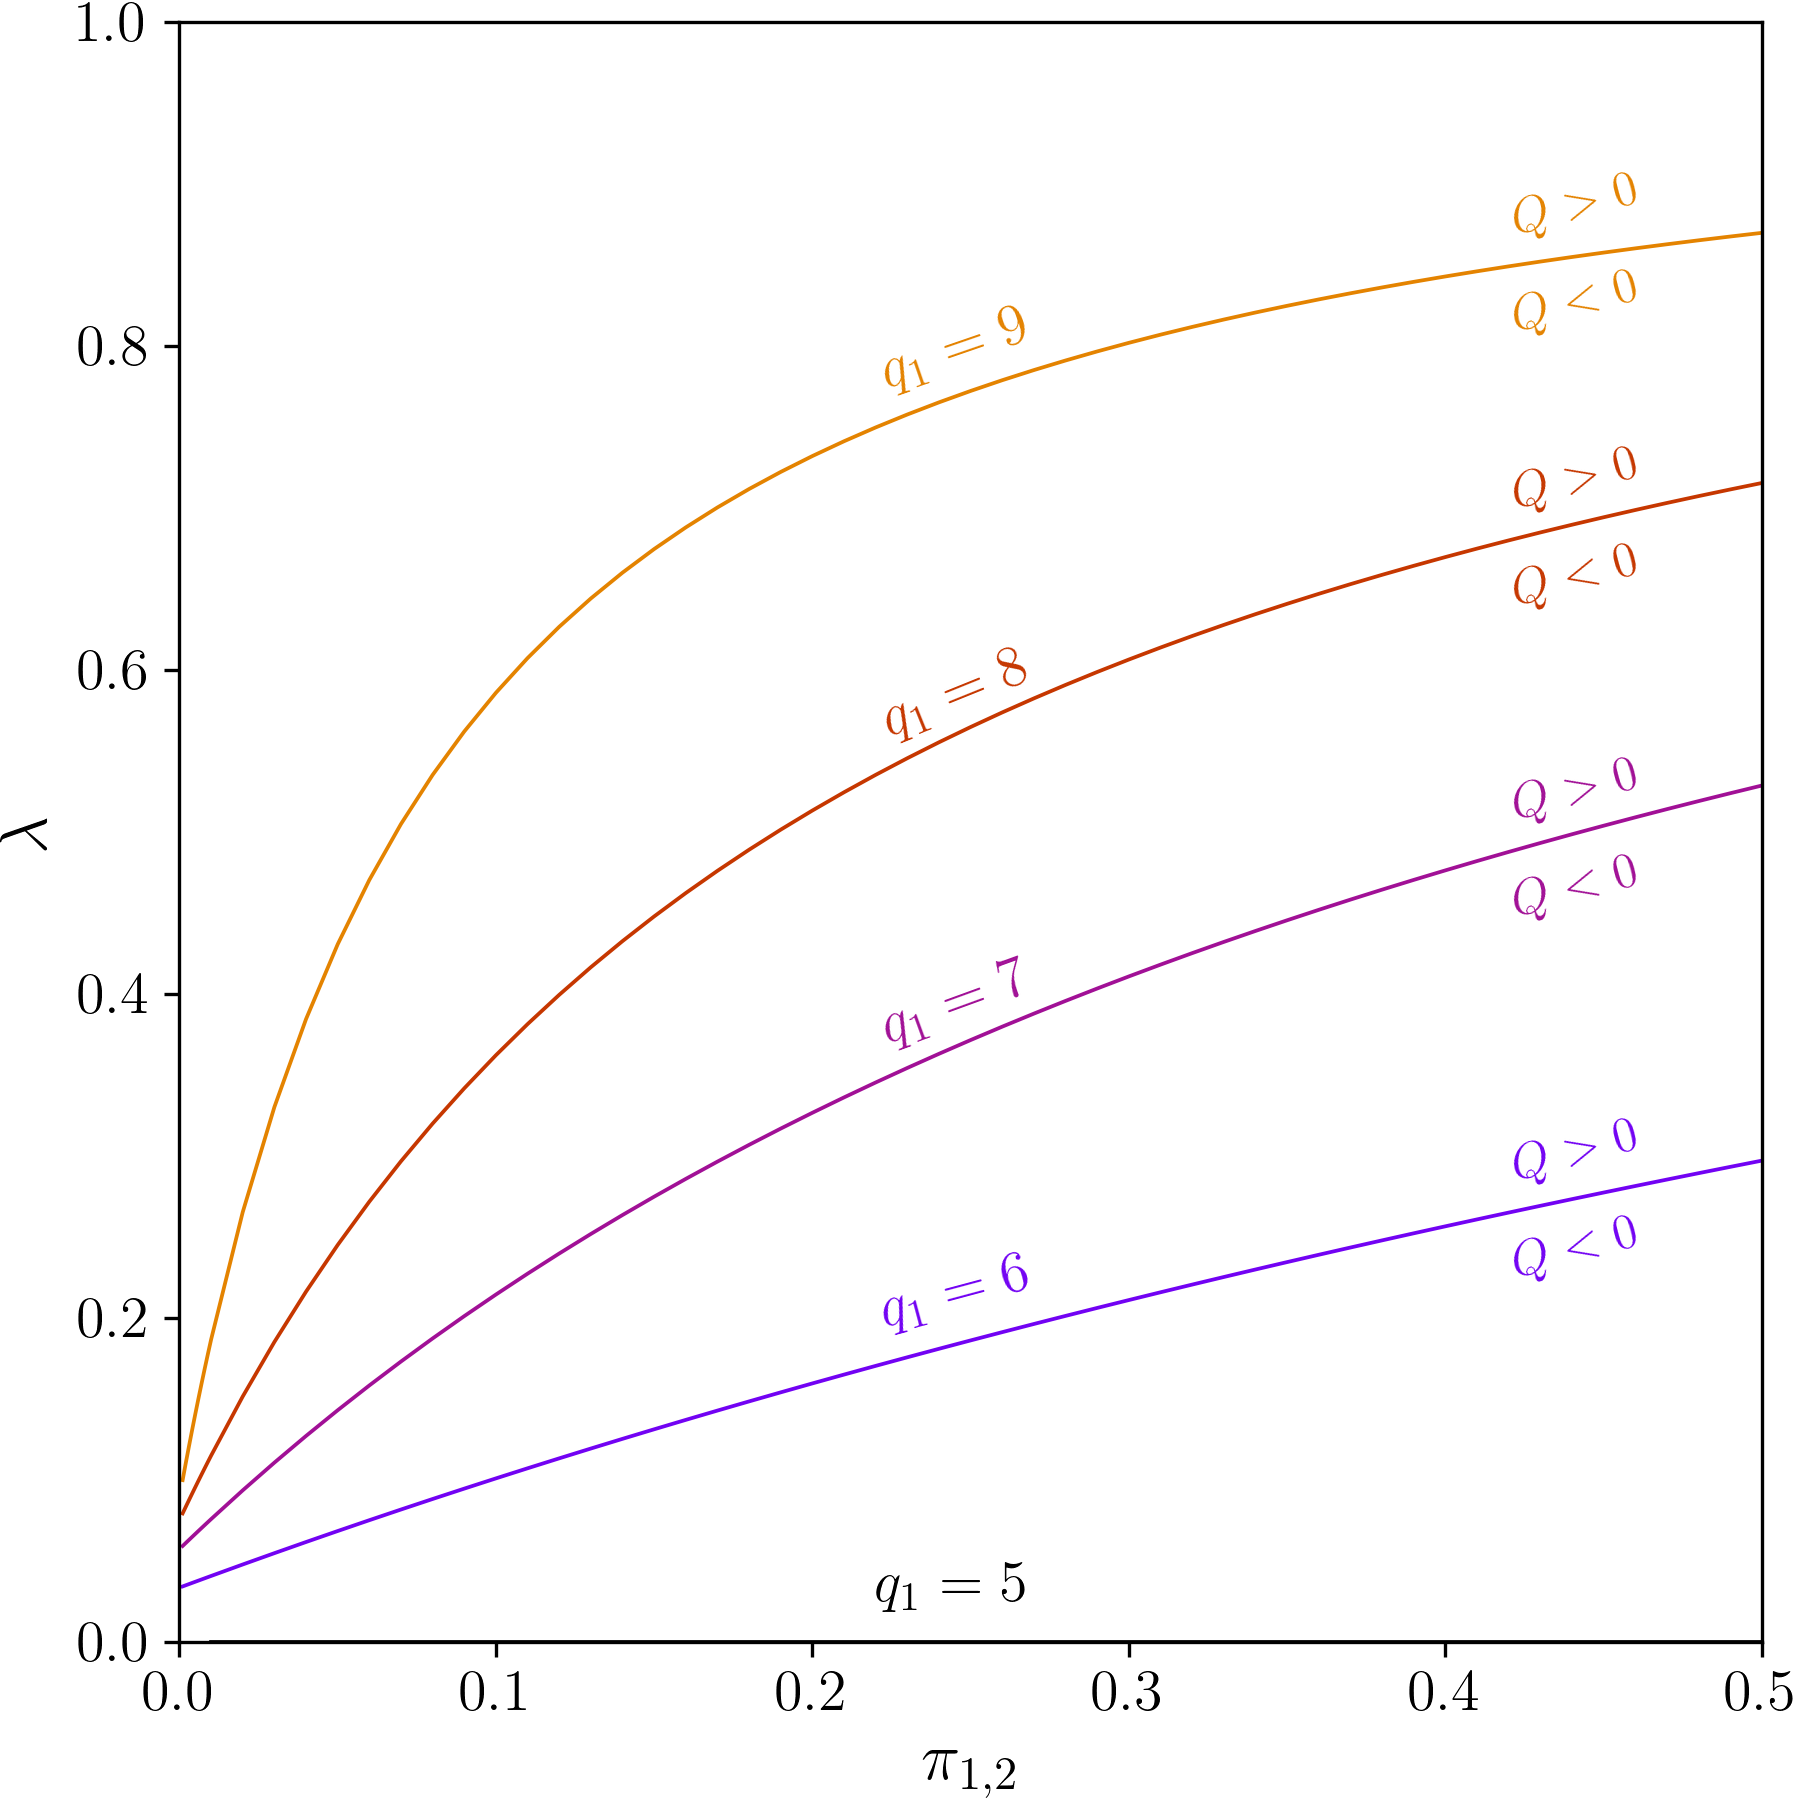 1.0
0.8
0.6
0.4
0.2
0.0
λ
Q > 0
Q < 0
q₁ = 9
Q > 0
Q < 0
q₁ = 8
Q > 0
Q < 0
q₁ = 7
Q > 0
Q < 0
q₁ = 6
q₁ = 5
0.0 0.1 0.2 0.3 0.4 0.5
π₁,₂